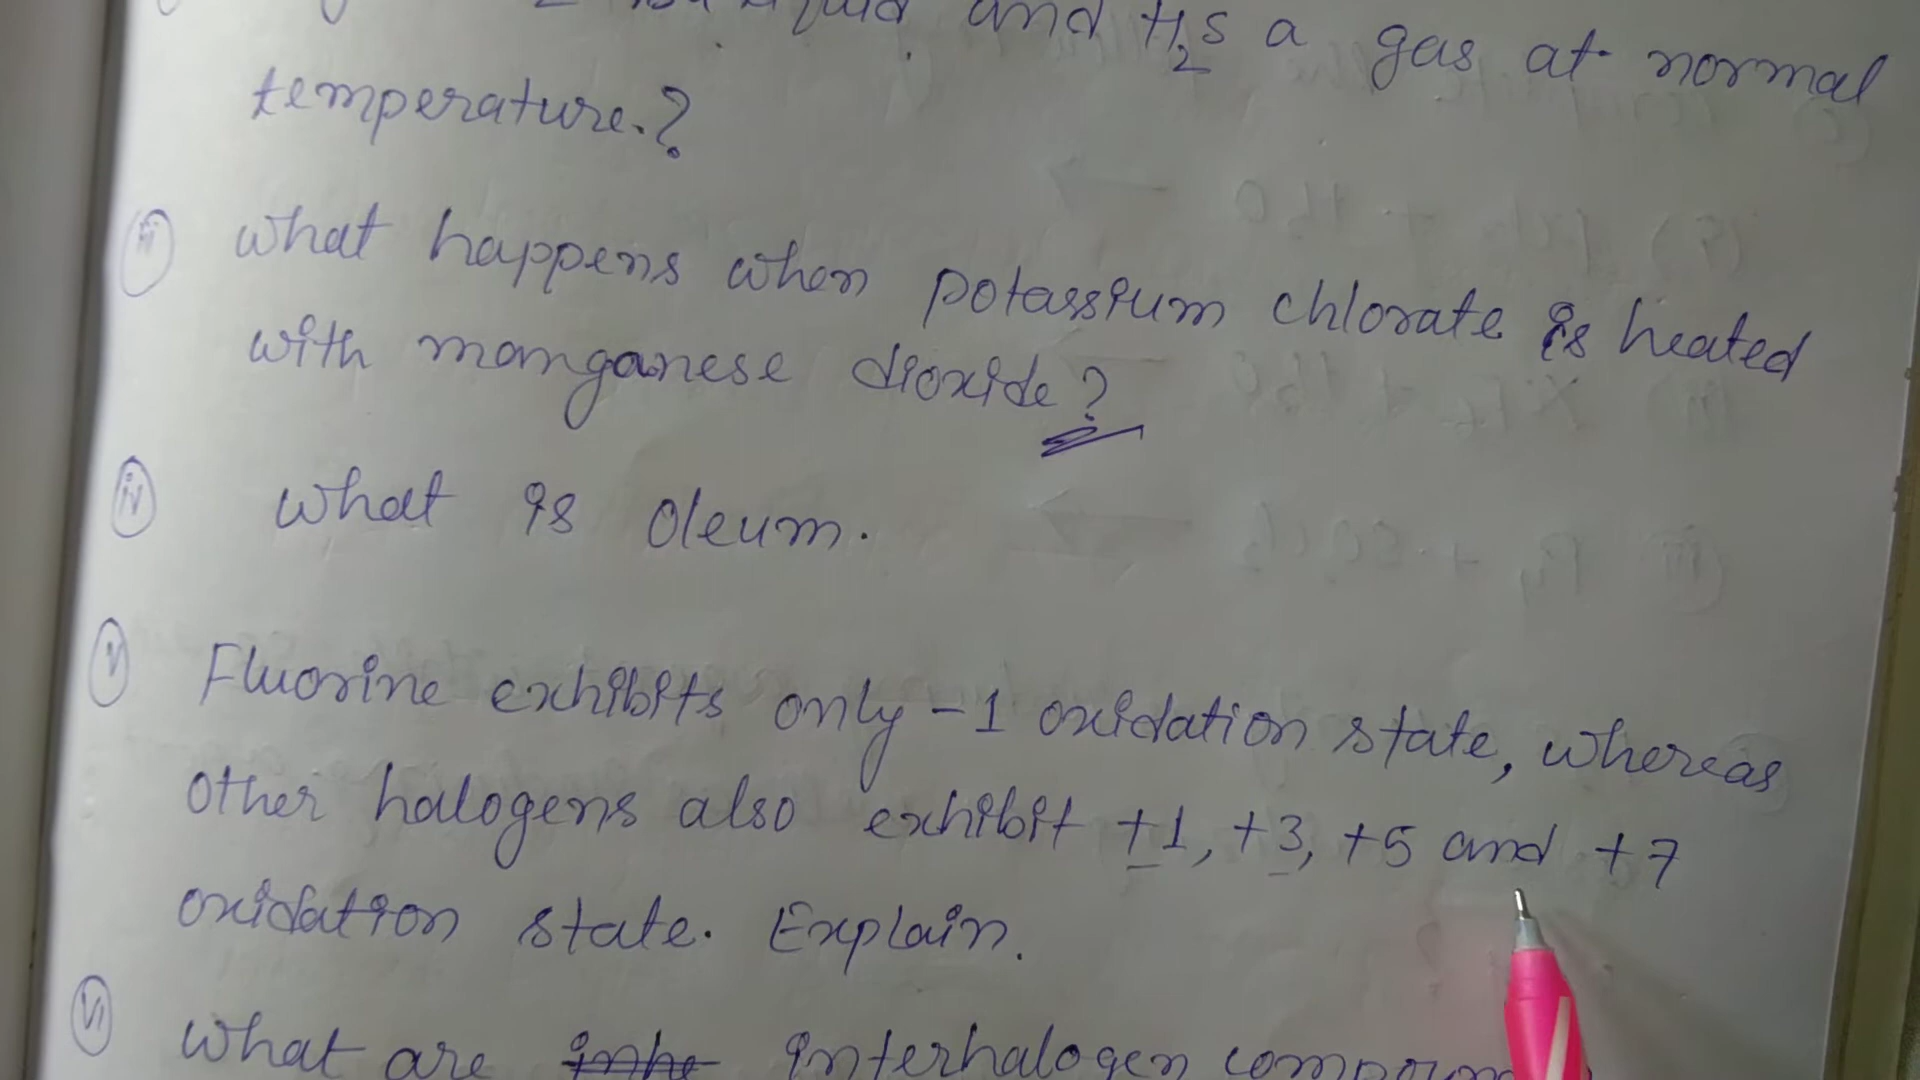 liquid and H₂S a gas at normal
temperature.?
iii what happens when potassium chlorate is heated
with manganese dioxide?
iv what is oleum.
v Fluorine exhibits only -1 oxidation state, whereas
other halogens also exhibit +1, +3, +5 and +7
oxidation state. Explain.
vi what are interhalogen